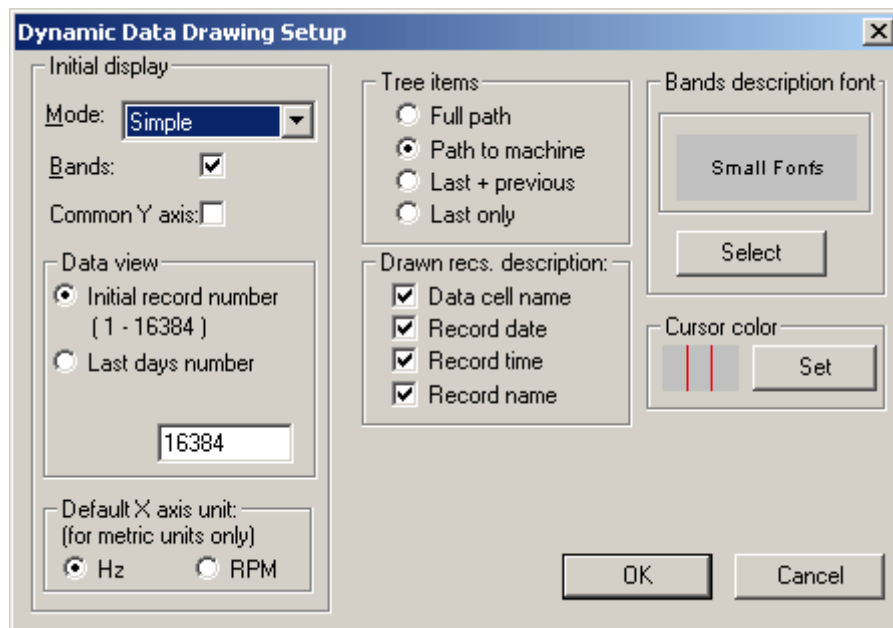 Dynamic Data Drawing Setup
Initial display
Mode:
Simple
Bands:
Common Y axis:
Data view
Initial record number
( 1 - 16384 )
Last days number
16384
Default X axis unit:
(for metric units only)
Hz
RPM
Tree items
Full path
Path to machine
Last + previous
Last only
Drawn recs. description:
Data cell name
Record date
Record time
Record name
Bands description font
Small Fonfs
Select
Cursor color
Set
OK
Cancel